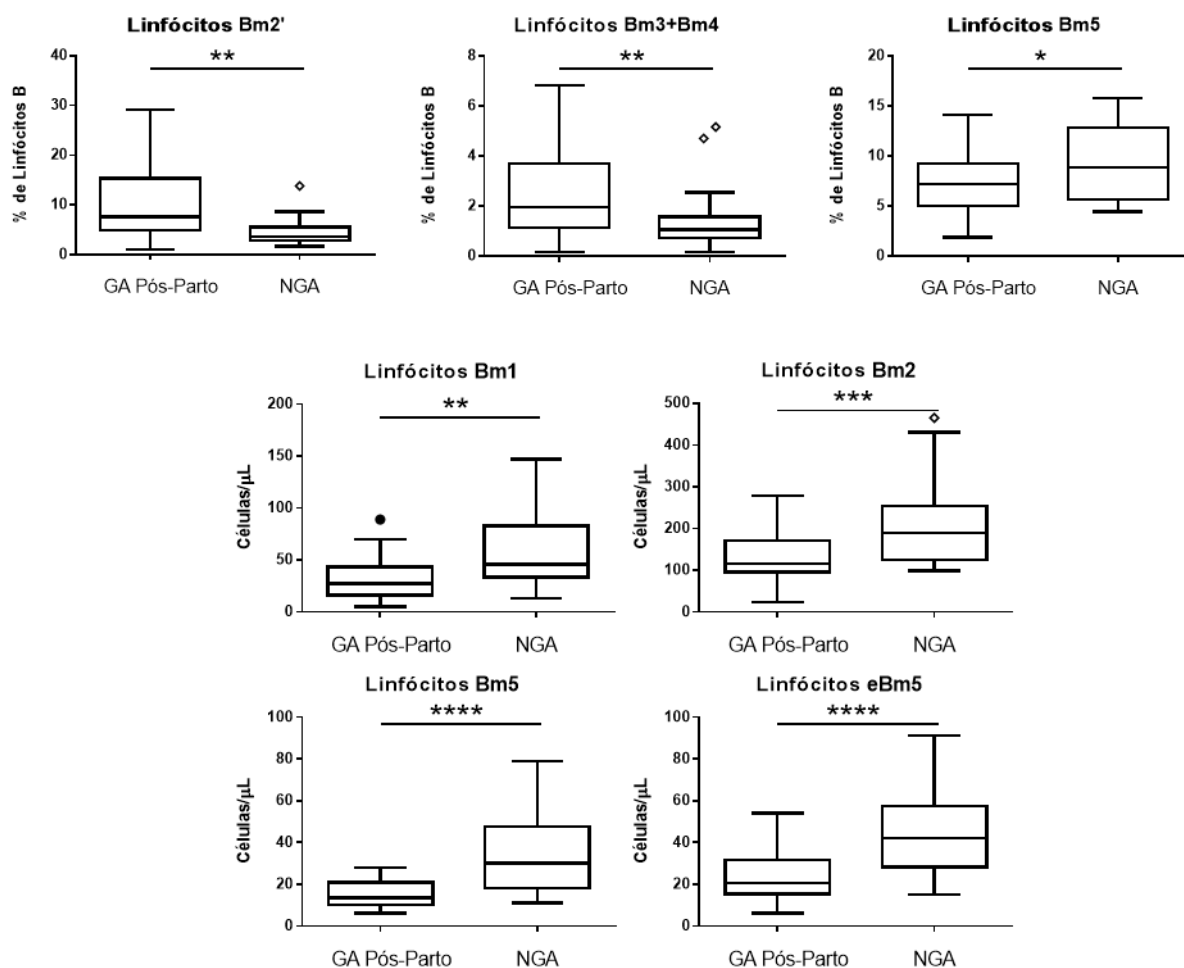 Linfócitos Bm2'
Linfócitos Bm3+Bm4
Linfócitos Bm5
% de Linfócitos B
40
30
20
10
0
**
GA Pós-Parto
NGA
% de Linfócitos B
8
6
4
2
0
**
GA Pós-Parto
NGA
% de Linfócitos B
20
15
10
5
0
*
GA Pós-Parto
NGA
Linfócitos Bm1
Células/µL
200
150
100
50
0
**
GA Pós-Parto
NGA
Linfócitos Bm2
Células/µL
500
400
300
200
100
0
***
GA Pós-Parto
NGA
Linfócitos Bm5
Células/µL
100
80
60
40
20
0
****
GA Pós-Parto
NGA
Linfócitos eBm5
Células/µL
100
80
60
40
20
0
****
GA Pós-Parto
NGA